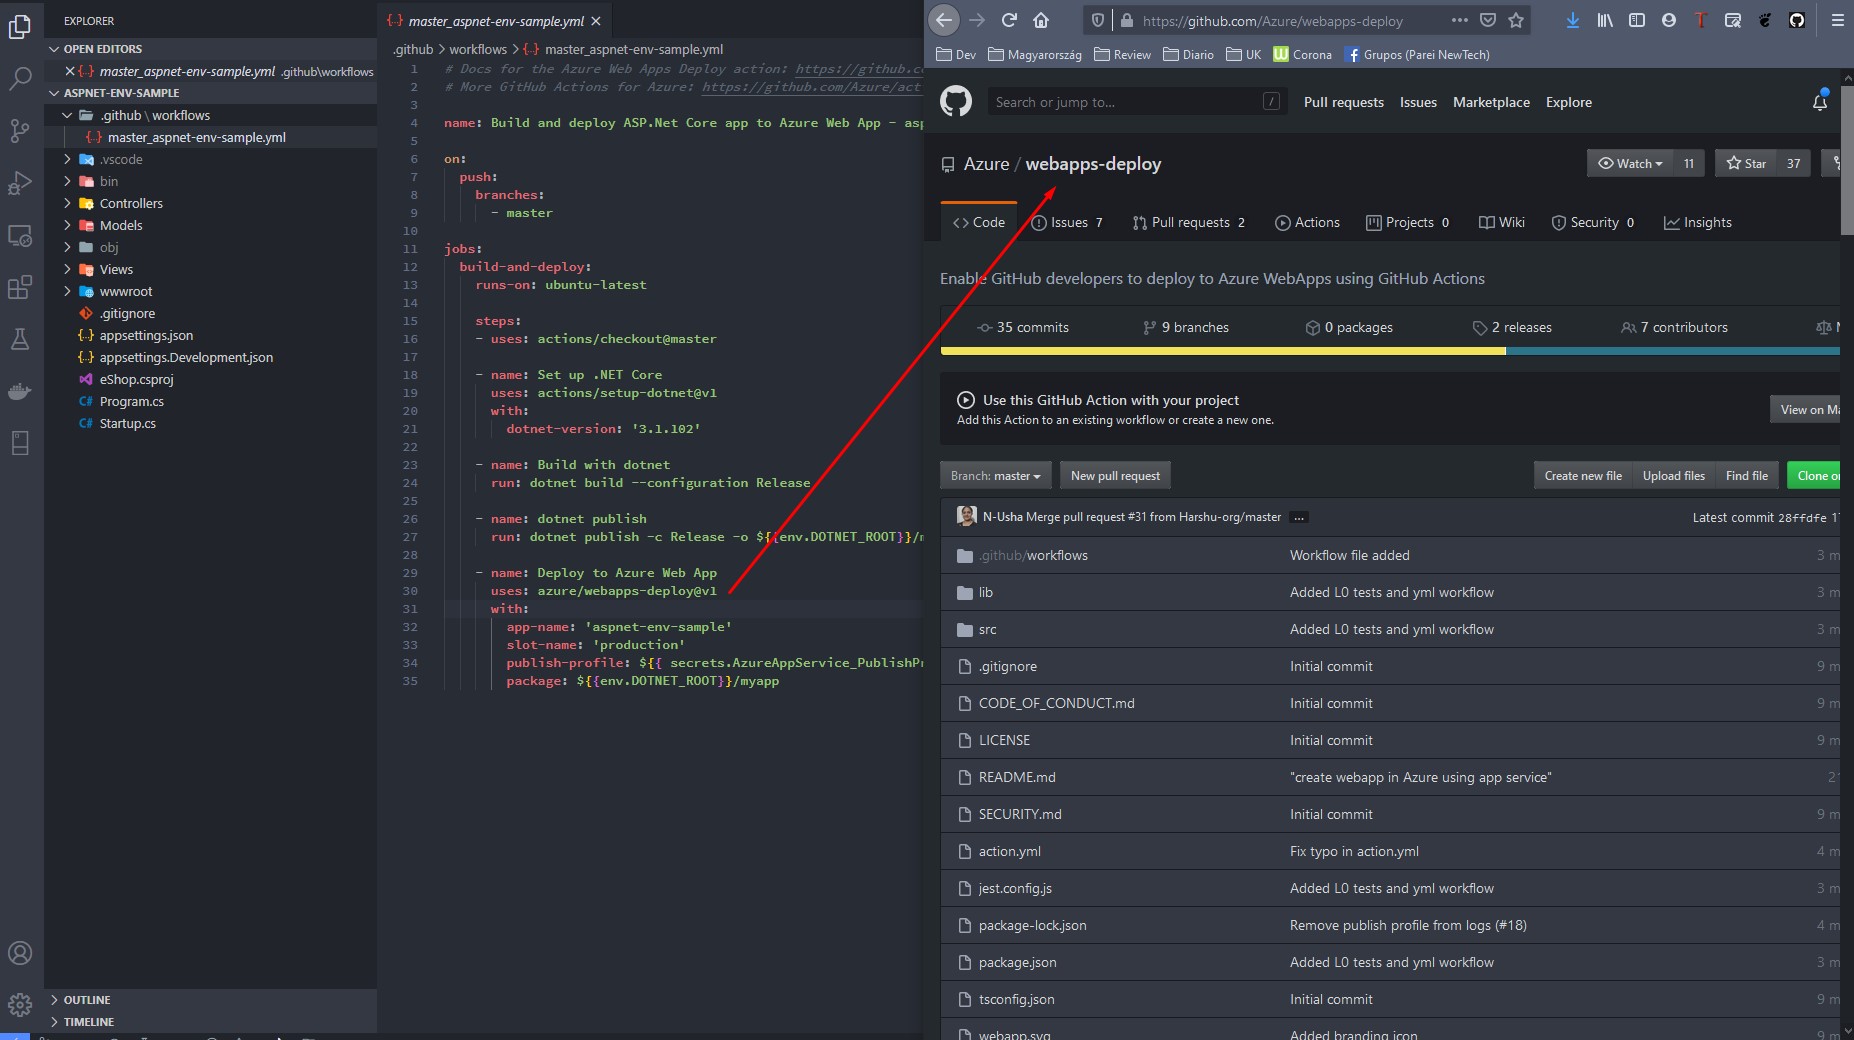 EXPLORER
OPEN EDITORS
master_aspnet-env-sample.yml .github\workflows
ASPNET-ENV-SAMPLE
.github \ workflows
master_aspnet-env-sample.yml
.vscode
bin
Controllers
Models
obj
Views
wwwroot
.gitignore
appsettings.json
appsettings.Development.json
eShop.csproj
Program.cs
Startup.cs
OUTLINE
TIMELINE
master_aspnet-env-sample.yml
.github > workflows > master_aspnet-env-sample.yml
1 # Docs for the Azure Web Apps Deploy action: https://github.c
2 # More GitHub Actions for Azure: https://github.com/Azure/act
3
4 name: Build and deploy ASP.Net Core app to Azure Web App - as
5
6 on:
7 push:
8 branches:
9 - master
10
11 jobs:
12 build-and-deploy:
13 runs-on: ubuntu-latest
14
15 steps:
16 - uses: actions/checkout@master
17
18 - name: Set up .NET Core
19 uses: actions/setup-dotnet@v1
20 with:
21 dotnet-version: '3.1.102'
22
23 - name: Build with dotnet
24 run: dotnet build --configuration Release
25
26 - name: dotnet publish
27 run: dotnet publish -c Release -o ${{env.DOTNET_ROOT}}/
28
29 - name: Deploy to Azure Web App
30 uses: azure/webapps-deploy@v1
31 with:
32 app-name: 'aspnet-env-sample'
33 slot-name: 'production'
34 publish-profile: ${{ secrets.AzureAppService_PublishP
35 package: ${{env.DOTNET_ROOT}}/myapp
https://github.com/Azure/webapps-deploy
Dev Magyarország Review Diario UK Corona Grupos (Parei NewTech)
Search or jump to... / Pull requests Issues Marketplace Explore
Azure / webapps-deploy Watch 11 Star 37
Code Issues 7 Pull requests 2 Actions Projects 0 Wiki Security 0 Insights
Enable GitHub developers to deploy to Azure WebApps using GitHub Actions
35 commits 9 branches 0 packages 2 releases 7 contributors
Use this GitHub Action with your project
Add this Action to an existing workflow or create a new one.
View on Ma
Branch: master New pull request Create new file Upload files Find file Clone o
N-Usha Merge pull request #31 from Harshu-org/master ... Latest commit 28ffdfe 1
.github/workflows Workflow file added 3 m
lib Added L0 tests and yml workflow 3 m
src Added L0 tests and yml workflow 3 m
.gitignore Initial commit 9 m
CODE_OF_CONDUCT.md Initial commit 9 m
LICENSE Initial commit 9 m
README.md "create webapp in Azure using app service" 2
SECURITY.md Initial commit 9 m
action.yml Fix typo in action.yml 4 m
jest.config.js Added L0 tests and yml workflow 3 m
package-lock.json Remove publish profile from logs (#18) 4 m
package.json Added L0 tests and yml workflow 3 m
tsconfig.json Initial commit 9 m
webapp.svg Added branding icon